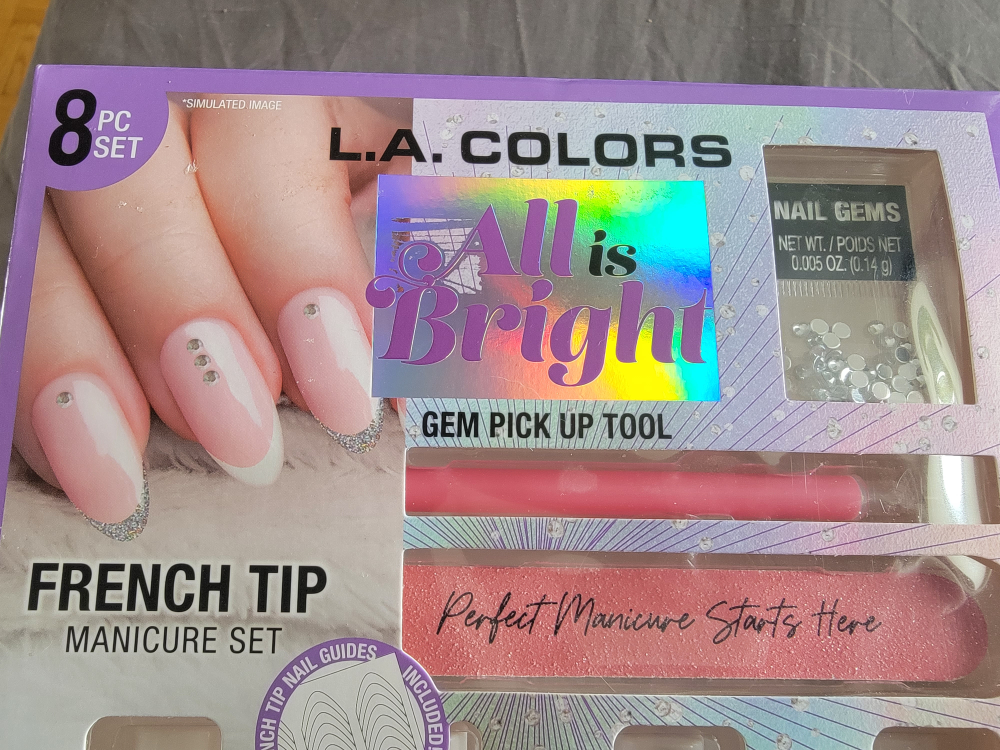 8 PC
SET
*SIMULATED IMAGE
L.A. COLORS
All is
Bright
NAIL GEMS
NET WT. / POIDS NET
0.005 OZ. (0.14 g)
GEM PICK UP TOOL
Perfect Manicure Starts Here
FRENCH TIP
MANICURE SET
TIP NAIL GUIDES
INCLUDED!